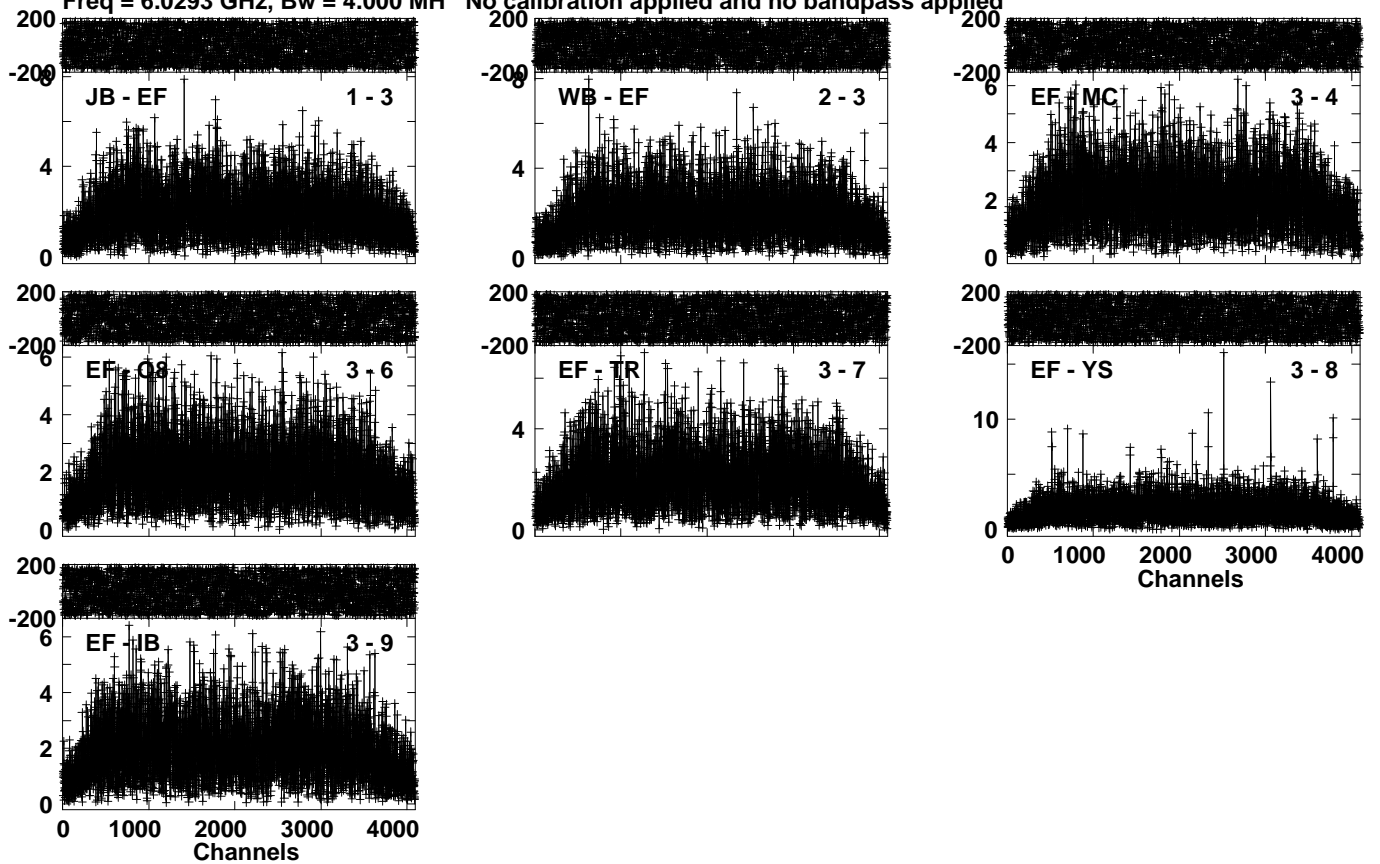 Freq = 6.0293 GHz, Bw = 4.000 MH No calibration applied and no bandpass applied
200 200 200
-200 -200 -200
8 8 6
JB - EF 1 - 3 WB - EF 2 - 3 EF - MC 3 - 4
4 4 4
2
0 0 0
200 200 200
-200 -200 -200
6
EF - O8 3 - 6 EF - TR 3 - 7 EF - YS 3 - 8
4 4 10
2
0 0 0
0 1000 2000 3000 4000
Channels
200
-200
6
EF - IB 3 - 9
4
2
0
0 1000 2000 3000 4000
Channels